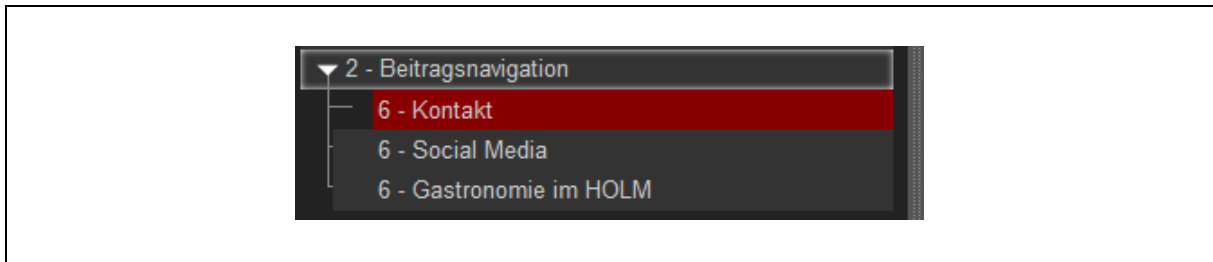 2 - Beitragsnavigation
6 - Kontakt
6 - Social Media
6 - Gastronomie im HOLM